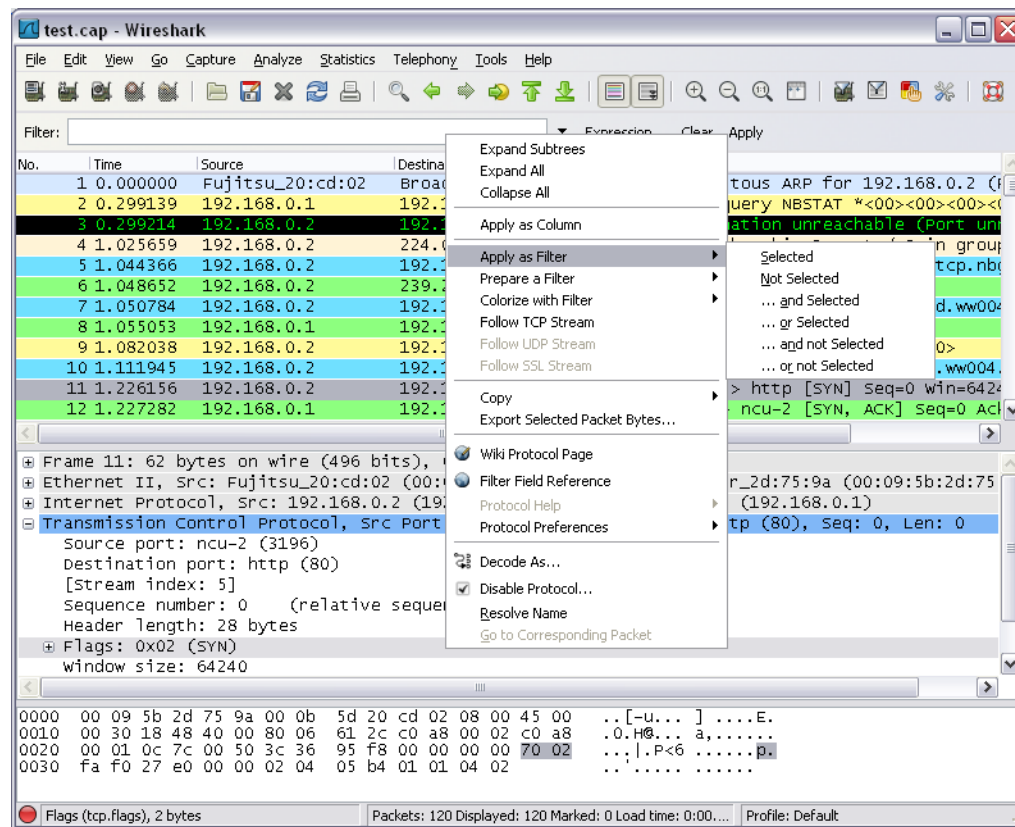 test.cap - Wireshark
File Edit View Go Capture Analyze Statistics Telephony Tools Help
Filter: Expression... Clear Apply
No. Time Source Destina
1 0.000000 Fujitsu_20:cd:02 Broad tous ARP for 192.168.0.2 (
2 0.299139 192.168.0.1 192.1 query NBSTAT *<00><00><00><
3 0.299214 192.168.0.2 192.1 ation unreachable (Port un
4 1.025659 192.168.0.2 224.0 group
5 1.044366 192.168.0.2 192.1 tcp.nb
6 1.048652 192.168.0.2 239.2
7 1.050784 192.168.0.2 192.1 d.ww004
8 1.055053 192.168.0.1 192.1
9 1.082038 192.168.0.2 192.1 0>
10 1.111945 192.168.0.2 192.1 .ww004.
11 1.226156 192.168.0.2 192.1 > http [SYN] Seq=0 Win=6424
12 1.227282 192.168.0.1 192.1 ncu-2 [SYN, ACK] Seq=0 Ack
Expand Subtrees
Expand All
Collapse All
Apply as Column
Apply as Filter
Prepare a Filter
Colorize with Filter
Follow TCP Stream
Follow UDP Stream
Follow SSL Stream
Copy
Export Selected Packet Bytes...
Wiki Protocol Page
Filter Field Reference
Protocol Help
Protocol Preferences
Decode As...
Disable Protocol...
Resolve Name
Go to Corresponding Packet
Selected
Not Selected
... and Selected
... or Selected
... and not Selected
... or not Selected
Frame 11: 62 bytes on wire (496 bits),
Ethernet II, Src: Fujitsu_20:cd:02 (00: r_2d:75:9a (00:09:5b:2d:75
Internet Protocol, Src: 192.168.0.2 (19 (192.168.0.1)
Transmission Control Protocol, Src Port tp (80), Seq: 0, Len: 0
Source port: ncu-2 (3196)
Destination port: http (80)
[Stream index: 5]
Sequence number: 0 (relative seque
Header length: 28 bytes
Flags: 0x02 (SYN)
Window size: 64240
0000 00 09 5b 2d 75 9a 00 0b 5d 20 cd 02 08 00 45 00 ..[-u... ] ....E.
0010 00 30 18 48 40 00 80 06 61 2c c0 a8 00 02 c0 a8 .0.H@... a,......
0020 00 01 0c 7c 00 50 3c 36 95 f8 00 00 00 00 70 02 ...|.P<6 ......p.
0030 fa f0 27 e0 00 00 02 04 05 b4 01 01 04 02 ..'..... ......
Flags (tcp.flags), 2 bytes Packets: 120 Displayed: 120 Marked: 0 Load time: 0:00.... Profile: Default